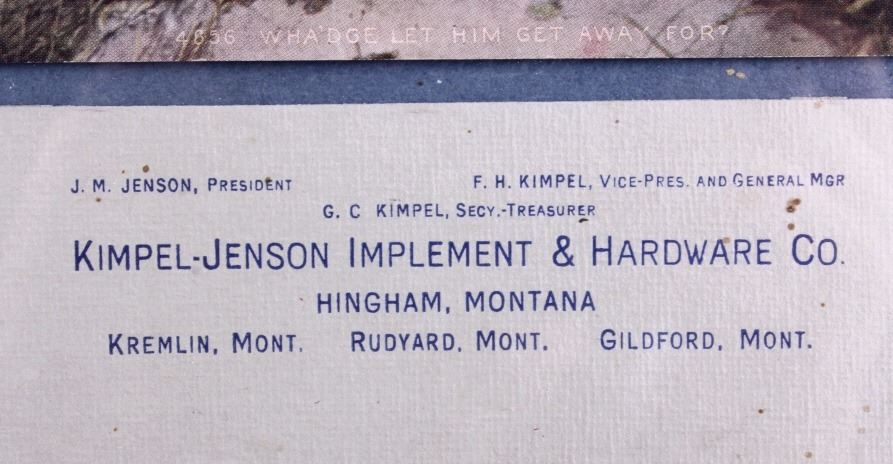 4656 WHA'DGE LET HIM GET AWAY FOR?
J. M. JENSON, PRESIDENT F. H. KIMPEL, VICE-PRES. AND GENERAL MGR
G. C KIMPEL, SECY.-TREASURER
KIMPEL-JENSON IMPLEMENT & HARDWARE CO.
HINGHAM, MONTANA
KREMLIN, MONT. RUDYARD, MONT. GILDFORD, MONT.